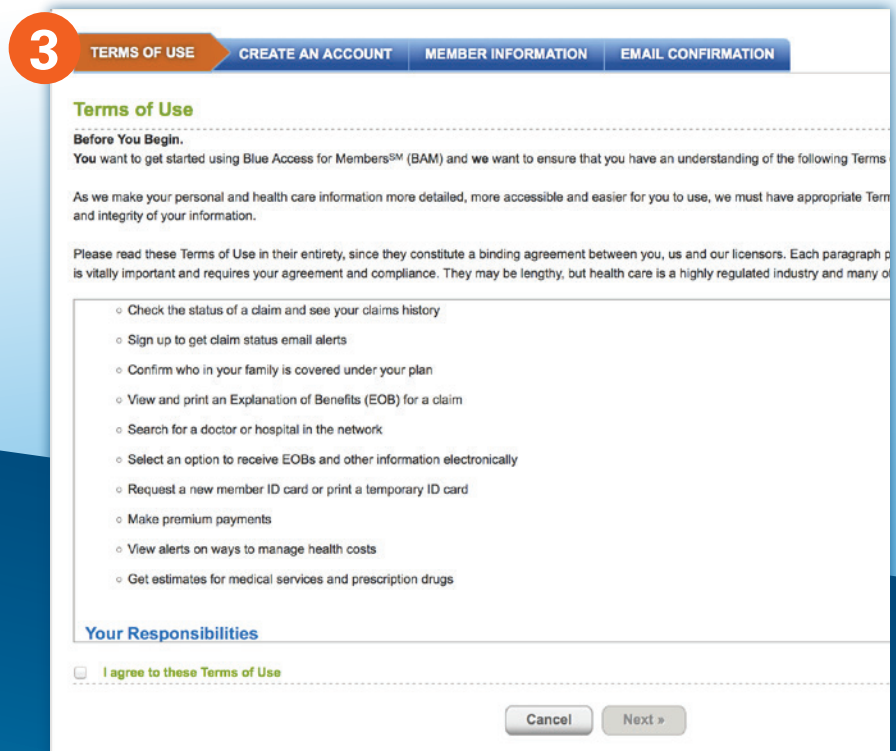 3
TERMS OF USE
CREATE AN ACCOUNT
MEMBER INFORMATION
EMAIL CONFIRMATION
Terms of Use
Before You Begin.
You want to get started using Blue Access for Members℠ (BAM) and we want to ensure that you have an understanding of the following Terms
As we make your personal and health care information more detailed, more accessible and easier for you to use, we must have appropriate
and integrity of your information.
Please read these Terms of Use in their entirety, since they constitute a binding agreement between you, us and our licensors. Each paragraph
is vitally important and requires your agreement and compliance. They may be lengthy, but health care is a highly regulated industry and many
◦ Check the status of a claim and see your claims history
◦ Sign up to get claim status email alerts
◦ Confirm who in your family is covered under your plan
◦ View and print an Explanation of Benefits (EOB) for a claim
◦ Search for a doctor or hospital in the network
◦ Select an option to receive EOBs and other information electronically
◦ Request a new member ID card or print a temporary ID card
◦ Make premium payments
◦ View alerts on ways to manage health costs
◦ Get estimates for medical services and prescription drugs
Your Responsibilities
I agree to these Terms of Use
Cancel
Next »